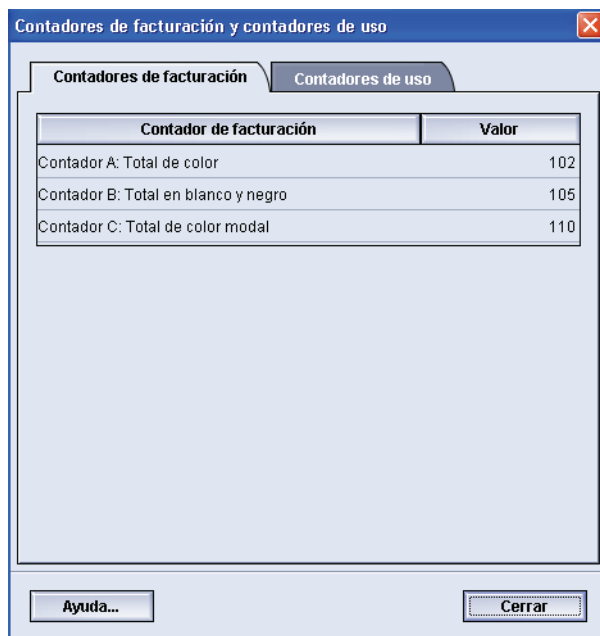 Contadores de facturación y contadores de uso
Contadores de facturación Contadores de uso
Contador de facturación Valor
Contador A: Total de color 102
Contador B: Total en blanco y negro 105
Contador C: Total de color modal 110
Ayuda... Cerrar